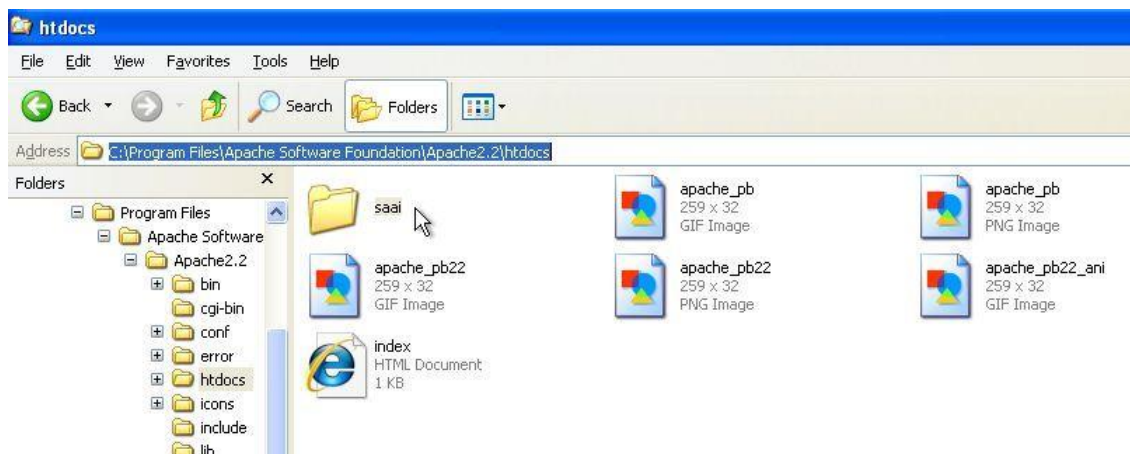 htdocs
File Edit View Favorites Tools Help
Back Search Folders
Address C:\Program Files\Apache Software Foundation\Apache2.2\htdocs
Folders
Program Files
Apache Software
Apache2.2
bin
cgi-bin
conf
error
htdocs
icons
include
lib
saai
apache_pb
259 x 32
GIF Image
apache_pb
259 x 32
PNG Image
apache_pb22
259 x 32
GIF Image
apache_pb22
259 x 32
PNG Image
apache_pb22_ani
259 x 32
GIF Image
index
HTML Document
1 KB